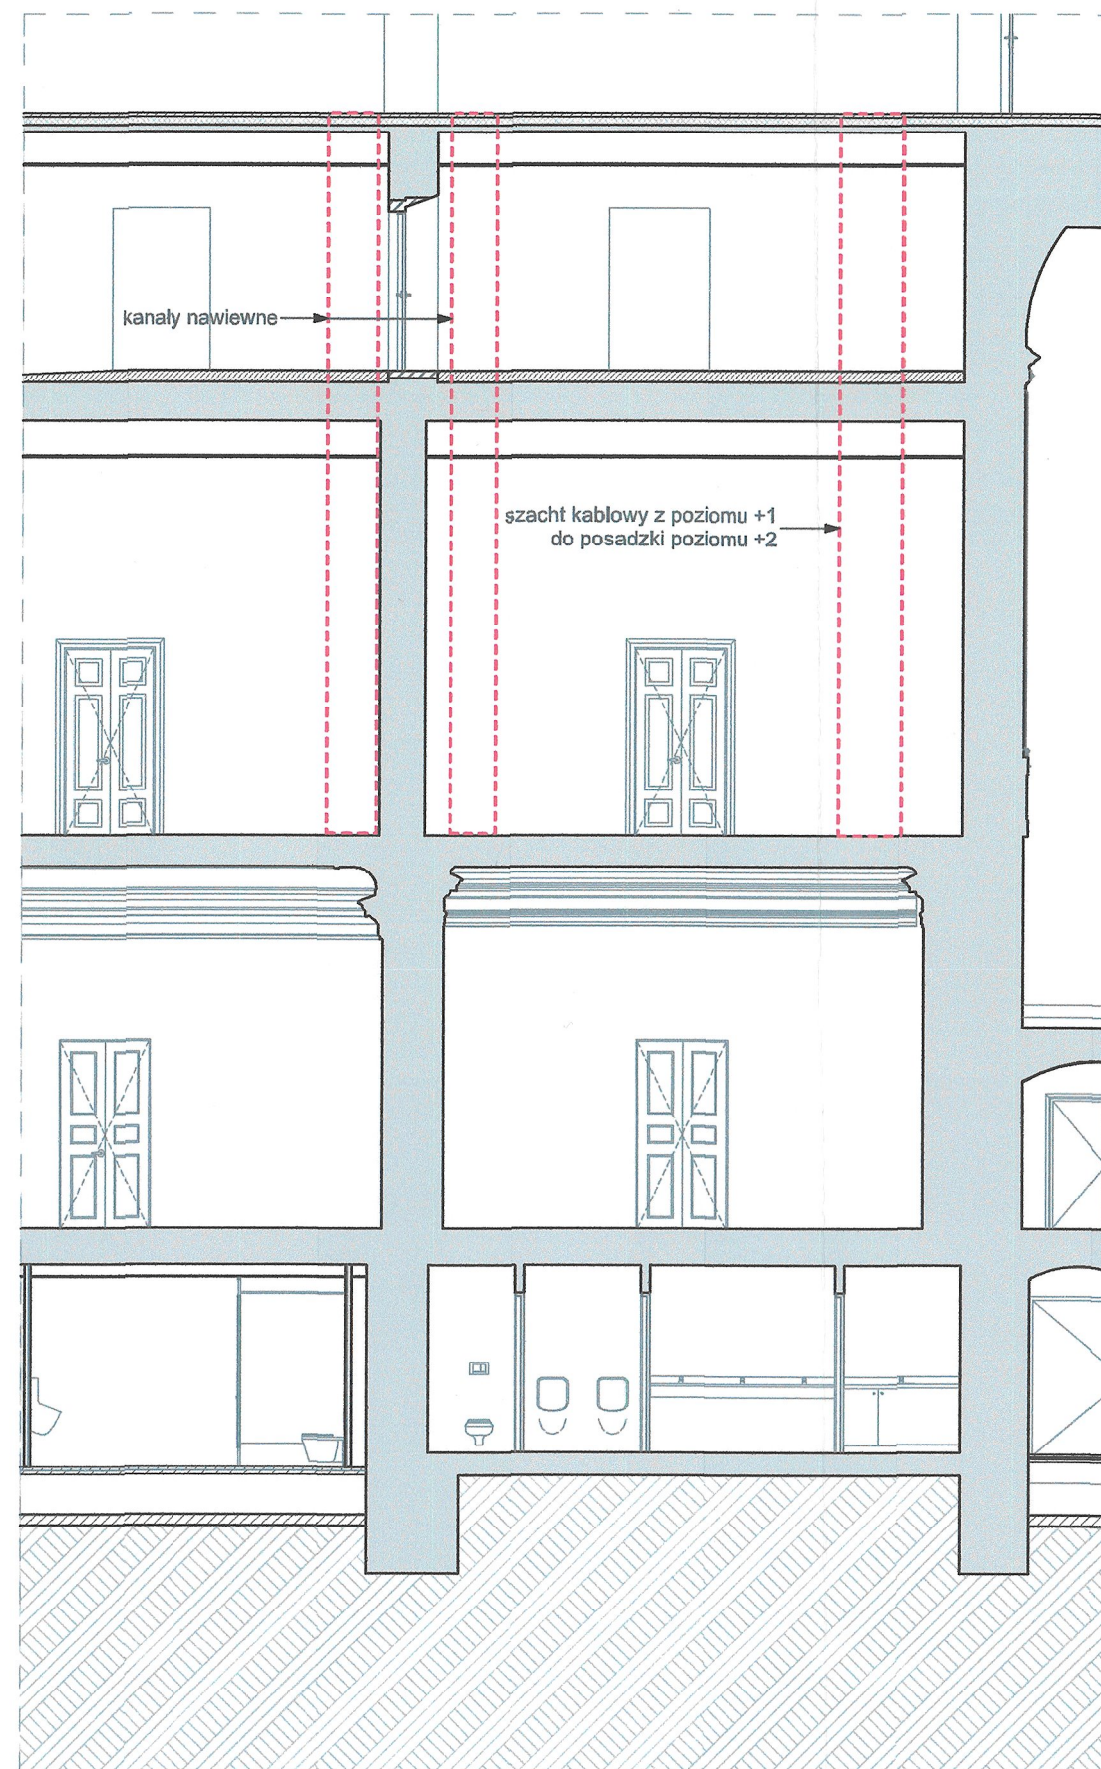 kanały nawiewne
szacht kablowy z poziomu +1
do posadzki poziomu +2